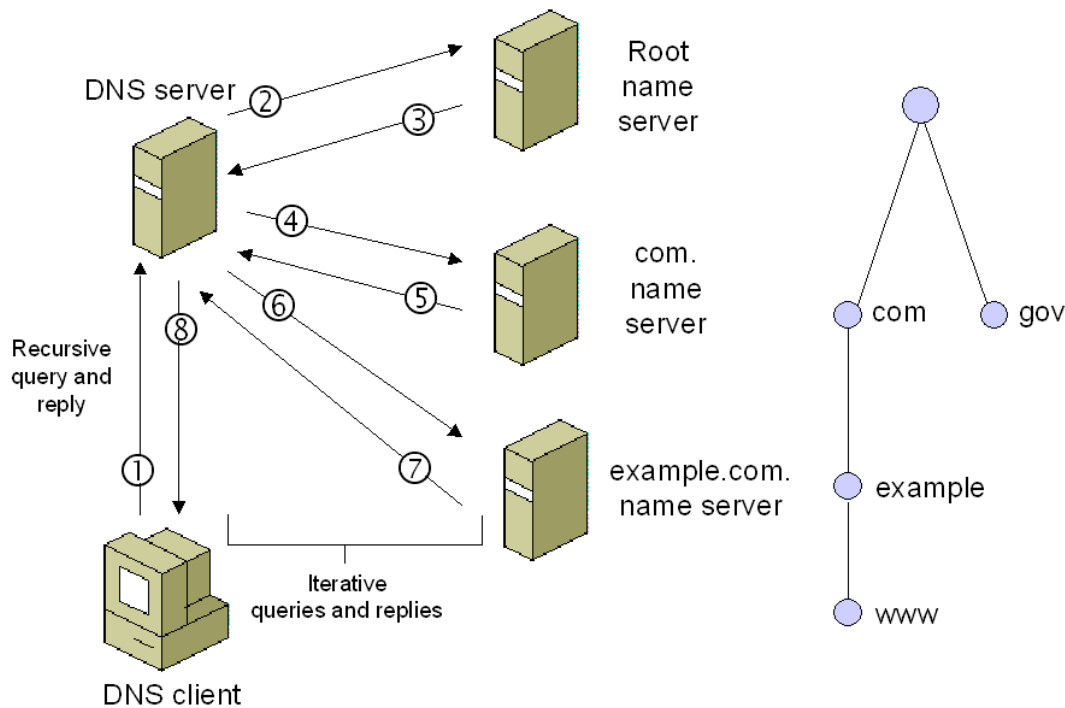 DNS server
②
③
Root
name
server
④
⑤
com.
name
server
⑥
⑦
example.com.
name server
①
⑧
Recursive
query and
reply
Iterative
queries and replies
DNS client
com
gov
example
www